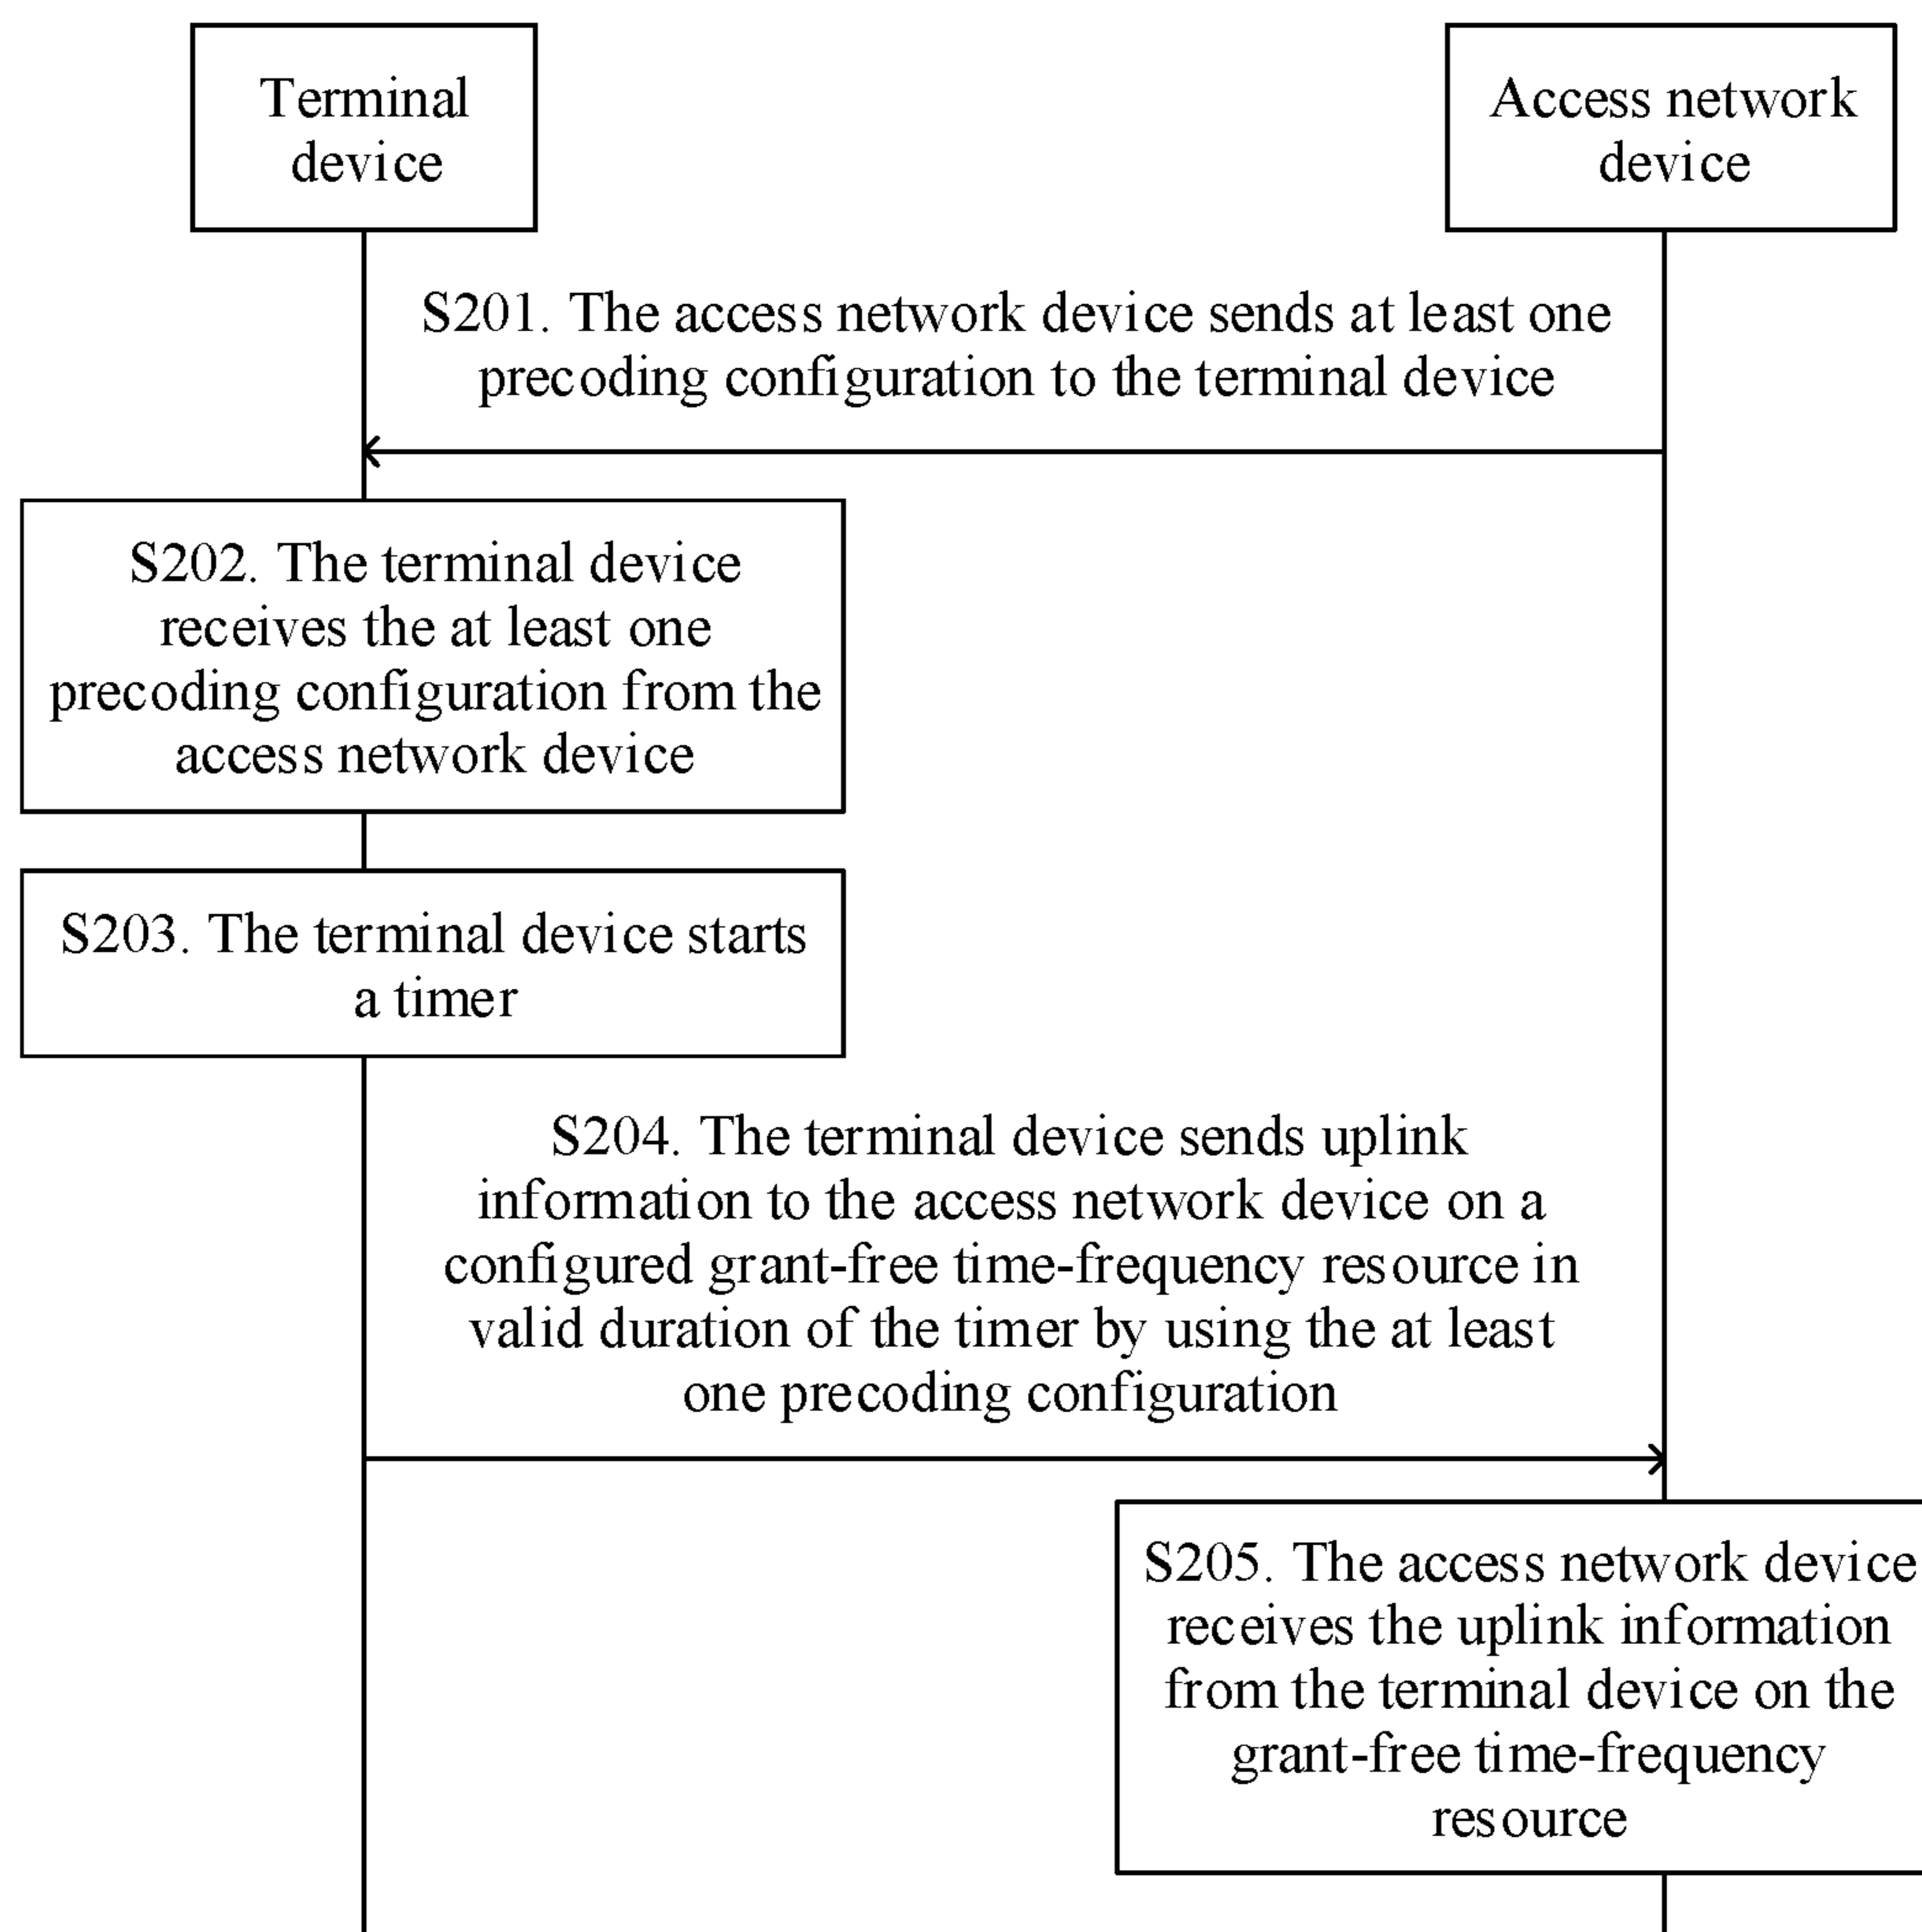 Terminal
device
Access network
device
S201. The access network device sends at least one
precoding configuration to the terminal device
S202. The terminal device
receives the at least one
precoding configuration from the
access network device
S203. The terminal device starts
a timer
S204. The terminal device sends uplink
information to the access network device on a
configured grant-free time-frequency resource in
valid duration of the timer by using the at least
one precoding configuration
S205. The access network device
receives the uplink information
from the terminal device on the
grant-free time-frequency
resource